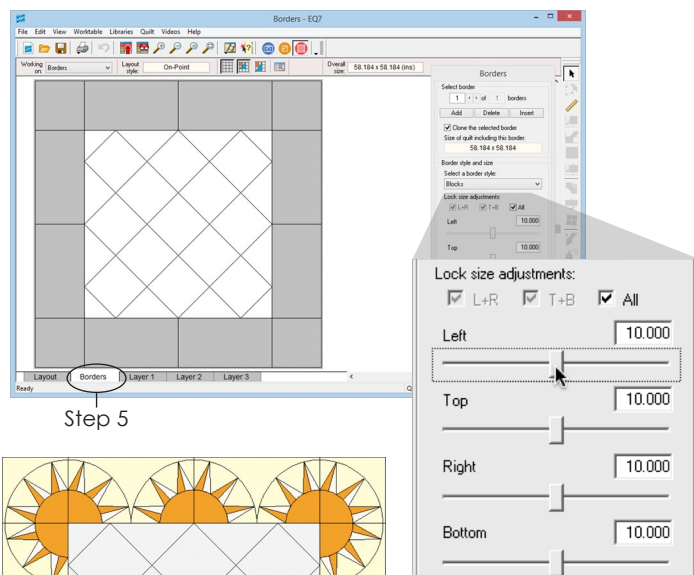 Borders - EQ7
File Edit View Worktable Libraries Quilt Videos Help
Working on: Borders Layout style: On-Point Overall size: 58.184 x 58.184 (ins)
Borders
Select border
1 of 1 borders
Add Delete Insert
Clone the selected border
Size of quilt including this border:
58.184 x 58.184
Border style and size
Select a border style:
Blocks
Lock size adjustments:
L+R T+B All
Left 10.000
Top 10.000
Layout Borders Layer 1 Layer 2 Layer 3
Ready
Step 5
Lock size adjustments:
L+R T+B All
Left 10.000
Top 10.000
Right 10.000
Bottom 10.000